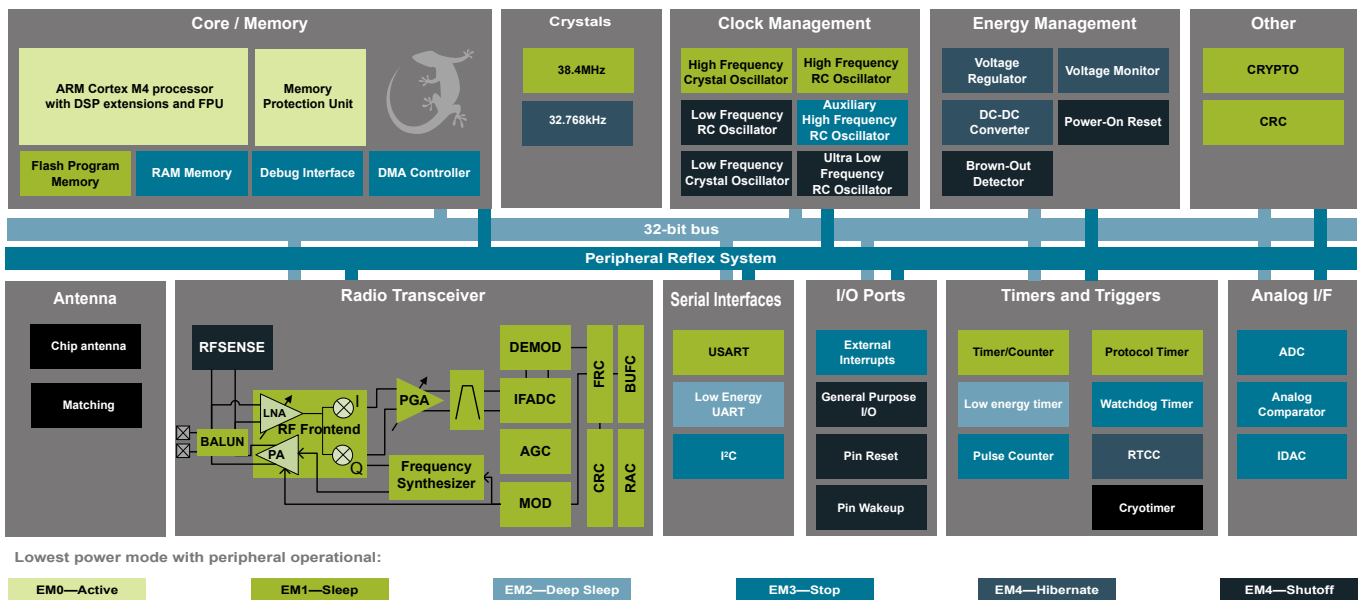 Core / Memory
ARM Cortex M4 processor
with DSP extensions and FPU
Memory
Protection Unit
Flash Program
Memory
RAM Memory
Debug Interface
DMA Controller
Crystals
38.4MHz
32.768kHz
Clock Management
High Frequency
Crystal Oscillator
High Frequency
RC Oscillator
Low Frequency
RC Oscillator
Auxiliary
High Frequency
RC Oscillator
Low Frequency
Crystal Oscillator
Ultra Low
Frequency
RC Oscillator
Energy Management
Voltage
Regulator
Voltage Monitor
DC-DC
Converter
Power-On Reset
Brown-Out
Detector
Other
CRYPTO
CRC
32-bit bus
Peripheral Reflex System
Antenna
Chip antenna
Matching
Radio Transceiver
RFSENSE
BALUN
LNA
RF Frontend
PA
I
Q
PGA
Frequency
Synthesizer
DEMOD
IFADC
AGC
MOD
FRC
BUFC
CRC
RAC
Serial Interfaces
USART
Low Energy
UART
I²C
I/O Ports
External
Interrupts
General Purpose
I/O
Pin Reset
Pin Wakeup
Timers and Triggers
Timer/Counter
Protocol Timer
Low energy timer
Watchdog Timer
Pulse Counter
RTCC
Cryotimer
Analog I/F
ADC
Analog
Comparator
IDAC
Lowest power mode with peripheral operational:
EM0—Active
EM1—Sleep
EM2—Deep Sleep
EM3—Stop
EM4—Hibernate
EM4—Shutoff